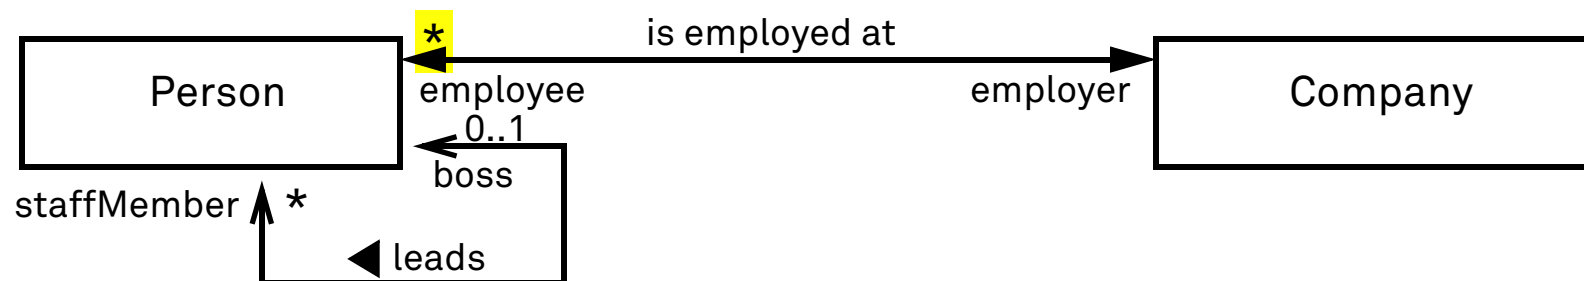 * is employed at
Person Company
employee employer
0..1
boss
staffMember *
leads